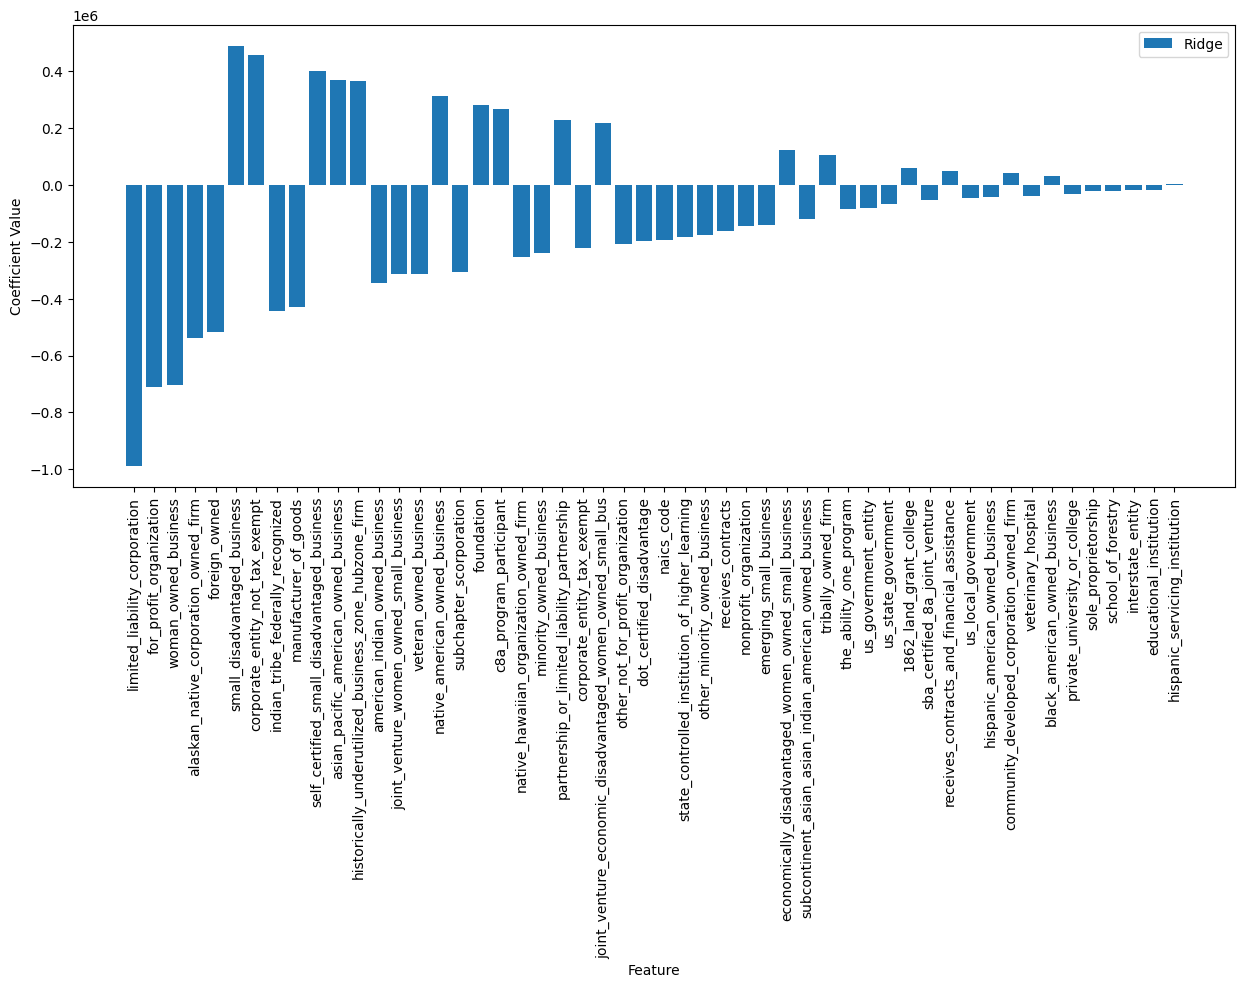 1e6
Ridge
0.4
0.2
0.0
−0.2
−0.4
−0.6
−0.8
−1.0
Coefficient Value
limited_liability_corporation
for_profit_organization
woman_owned_business
alaskan_native_corporation_owned_firm
foreign_owned
small_disadvantaged_business
corporate_entity_not_tax_exempt
indian_tribe_federally_recognized
manufacturer_of_goods
self_certified_small_disadvantaged_business
asian_pacific_american_owned_business
historically_underutilized_business_zone_hubzone_firm
american_indian_owned_business
joint_venture_women_owned_small_business
veteran_owned_business
native_american_owned_business
subchapter_scorporation
foundation
c8a_program_participant
native_hawaiian_organization_owned_firm
minority_owned_business
partnership_or_limited_liability_partnership
corporate_entity_tax_exempt
joint_venture_economic_disadvantaged_women_owned_small_bus
other_not_for_profit_organization
dot_certified_disadvantage
naics_code
state_controlled_institution_of_higher_learning
other_minority_owned_business
receives_contracts
nonprofit_organization
emerging_small_business
economically_disadvantaged_women_owned_small_business
subcontinent_asian_asian_indian_american_owned_business
tribally_owned_firm
the_ability_one_program
us_government_entity
us_state_government
1862_land_grant_college
sba_certified_8a_joint_venture
receives_contracts_and_financial_assistance
us_local_government
hispanic_american_owned_business
community_developed_corporation_owned_firm
veterinary_hospital
black_american_owned_business
private_university_or_college
sole_proprietorship
school_of_forestry
interstate_entity
educational_institution
hispanic_servicing_institution
Feature